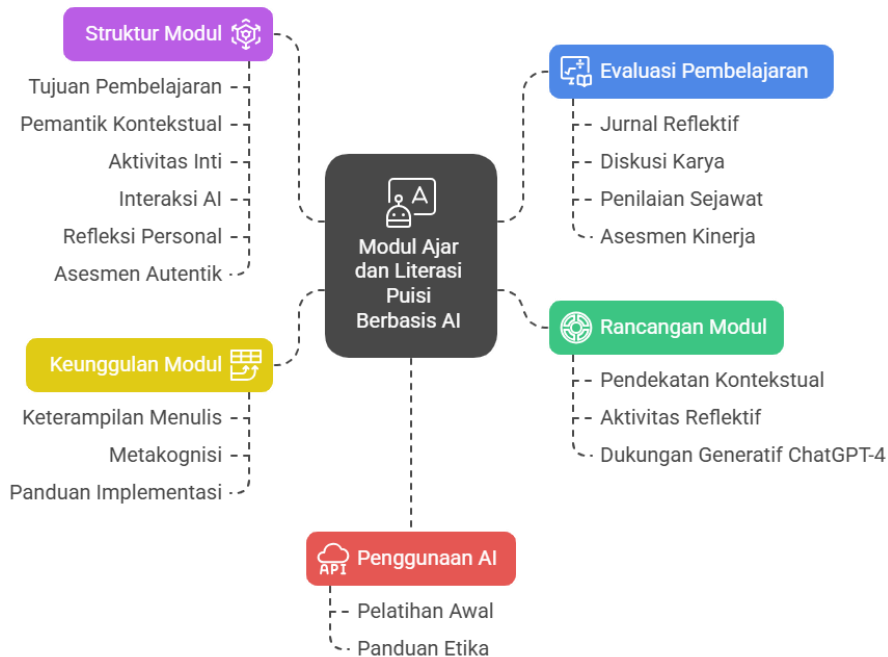 Struktur Modul
Tujuan Pembelajaran
Pemantik Kontekstual
Aktivitas Inti
Interaksi AI
Refleksi Personal
Asesmen Autentik
Keunggulan Modul
Keterampilan Menulis
Metakognisi
Panduan Implementasi
A
Modul Ajar
dan Literasi
Puisi
Berbasis AI
Evaluasi Pembelajaran
Jurnal Reflektif
Diskusi Karya
Penilaian Sejawat
Asesmen Kinerja
Rancangan Modul
Pendekatan Kontekstual
Aktivitas Reflektif
Dukungan Generatif ChatGPT-4
API
Penggunaan AI
Pelatihan Awal
Panduan Etika